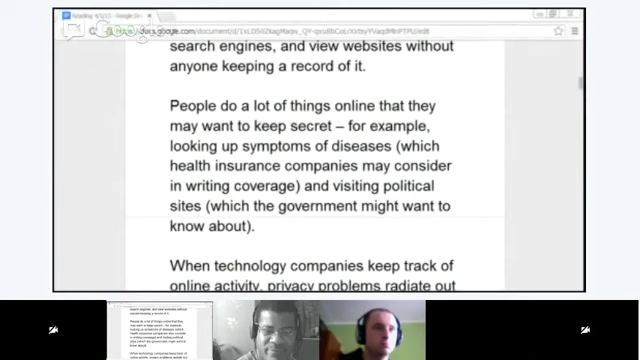 search engines, and view websites without
anyone keeping a record of it.
People do a lot of things online that they
may want to keep secret – for example,
looking up symptoms of diseases (which
health insurance companies may consider
in writing coverage) and visiting political
sites (which the government might want to
know about).
When technology companies keep track of
online activity, privacy problems radiate out